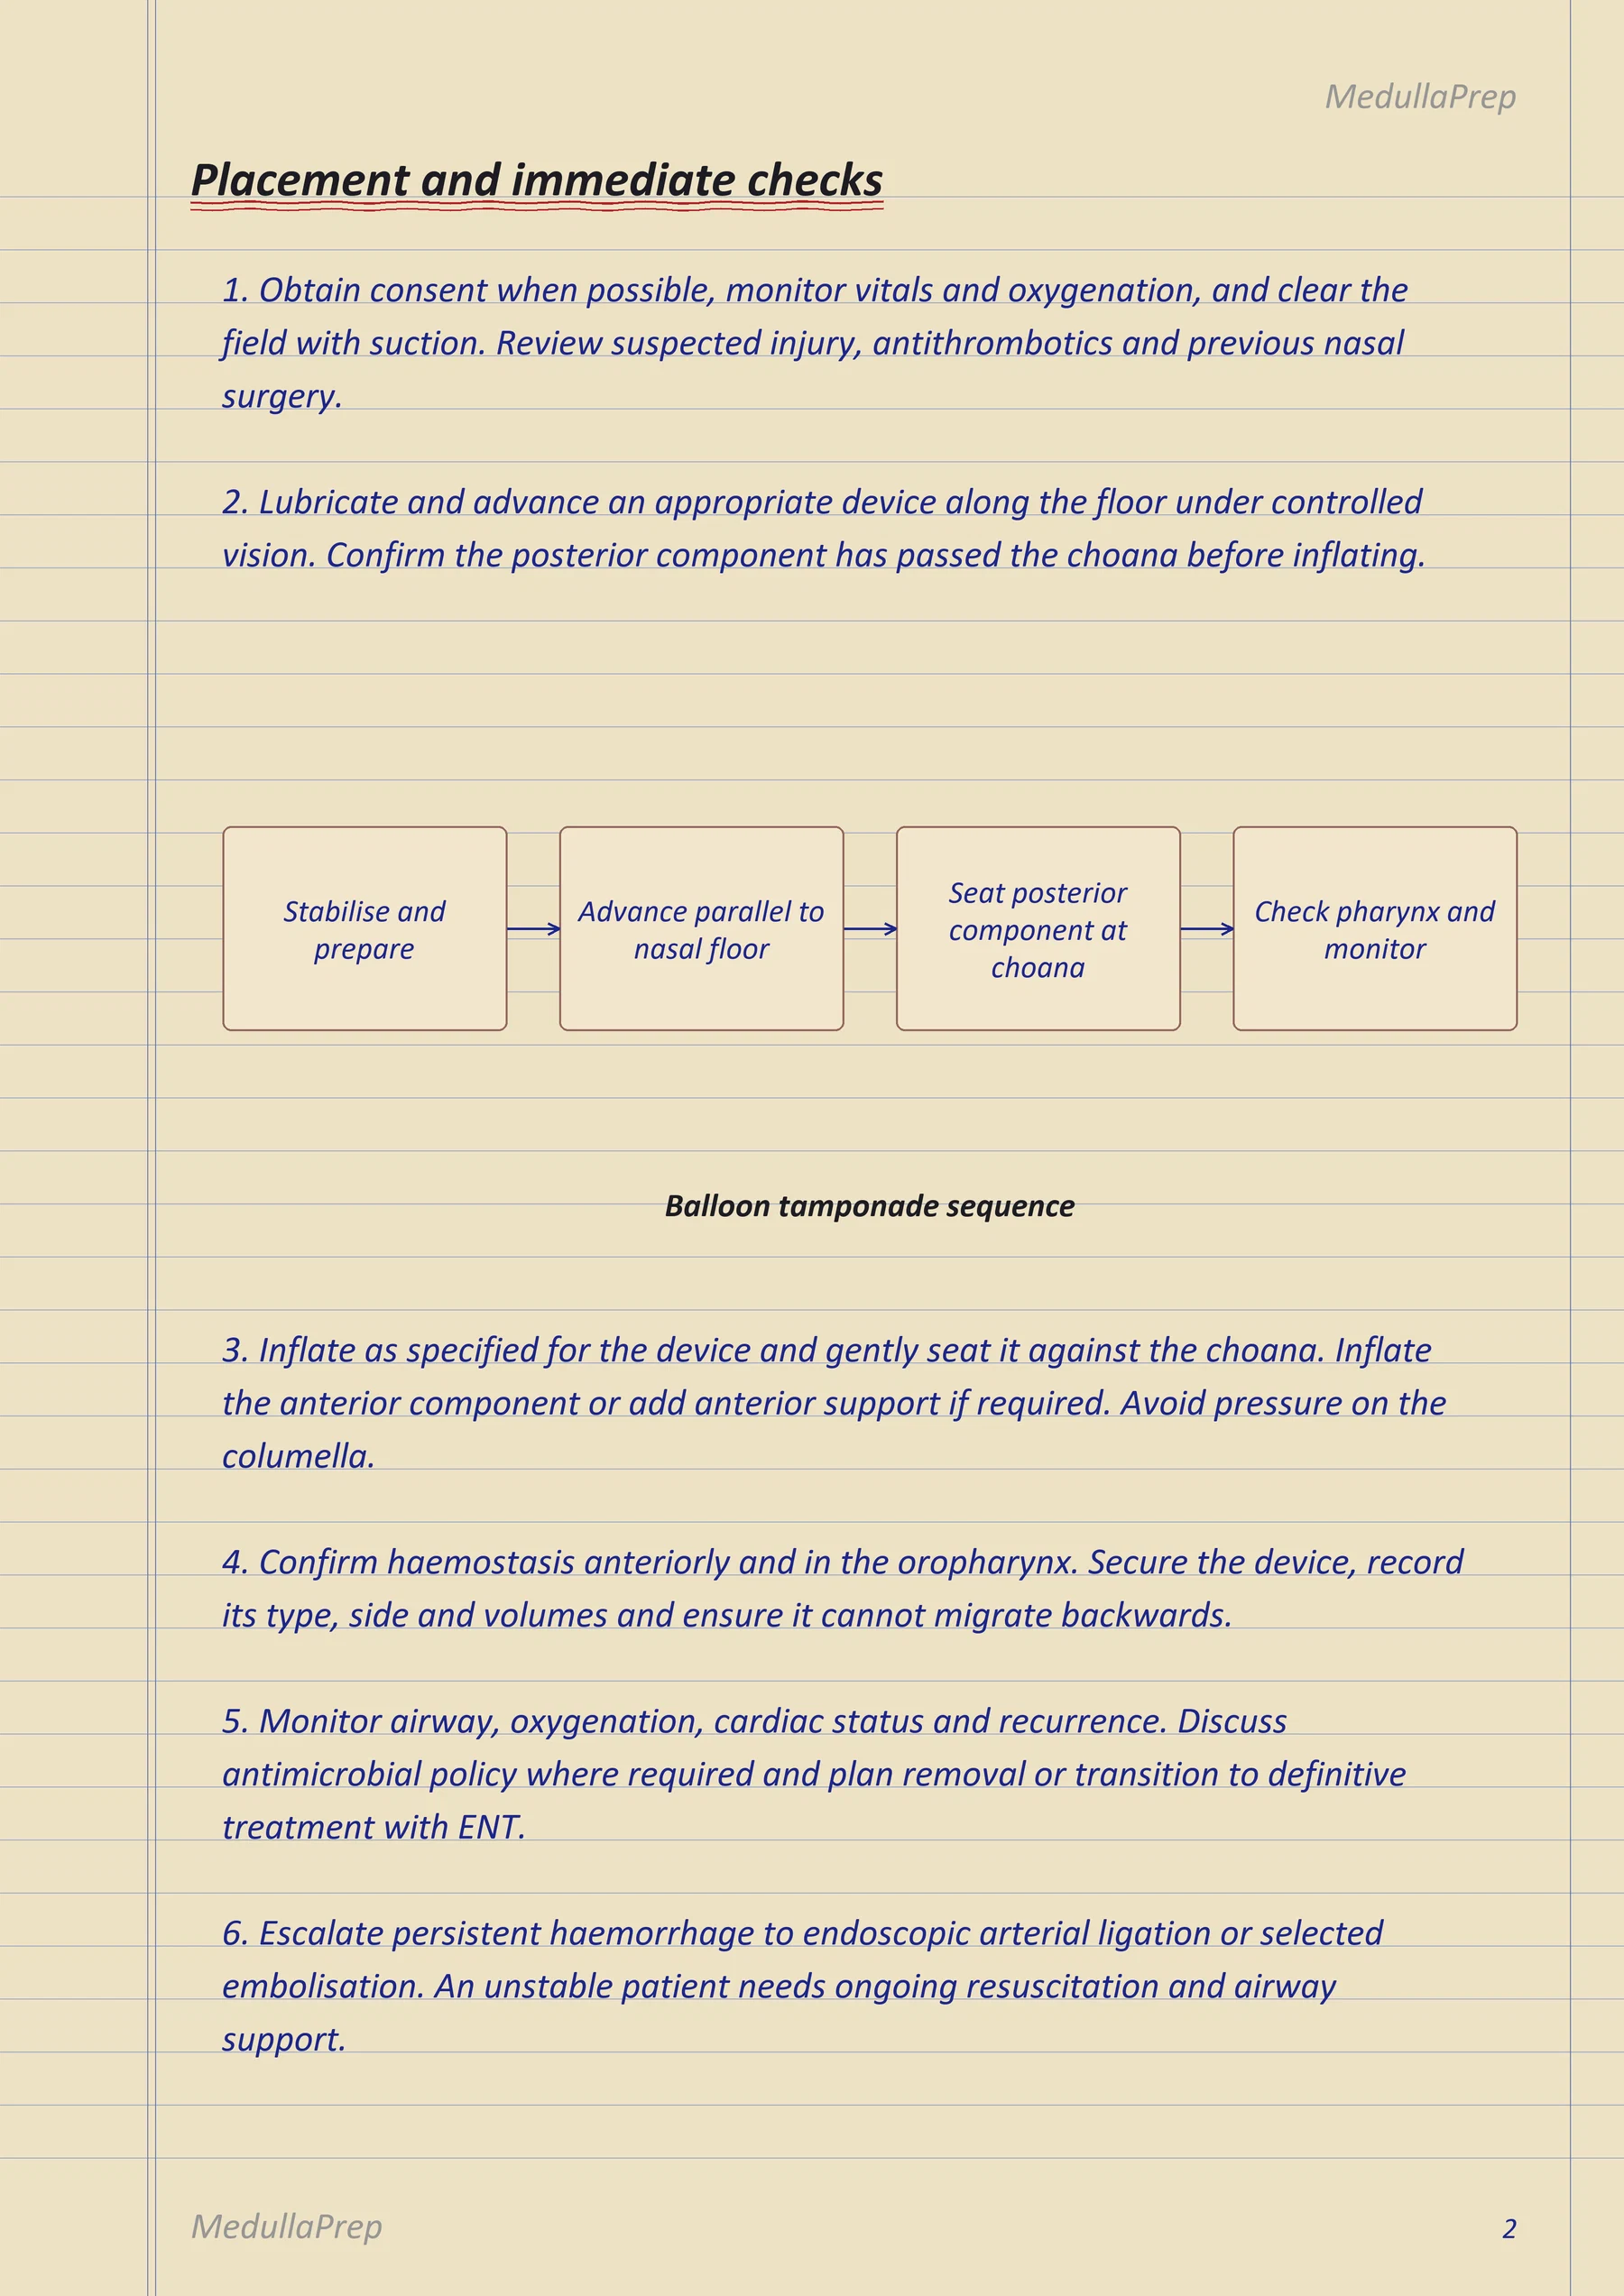 MedullaPrep
Placement and immediate checks
1. Obtain consent when possible, monitor vitals and oxygenation, and clear the
field with suction. Review suspected injury, antithrombotics and previous nasal
surgery.
2. Lubricate and advance an appropriate device along the floor under controlled
vision. Confirm the posterior component has passed the choana before inflating.
Stabilise and
prepare
Advance parallel to
nasal floor
Seat posterior
component at
choana
Check pharynx and
monitor
Balloon tamponade sequence
3. Inflate as specified for the device and gently seat it against the choana. Inflate
the anterior component or add anterior support if required. Avoid pressure on the
columella.
4. Confirm haemostasis anteriorly and in the oropharynx. Secure the device, record
its type, side and volumes and ensure it cannot migrate backwards.
5. Monitor airway, oxygenation, cardiac status and recurrence. Discuss
antimicrobial policy where required and plan removal or transition to definitive
treatment with ENT.
6. Escalate persistent haemorrhage to endoscopic arterial ligation or selected
embolisation. An unstable patient needs ongoing resuscitation and airway
support.
MedullaPrep
2